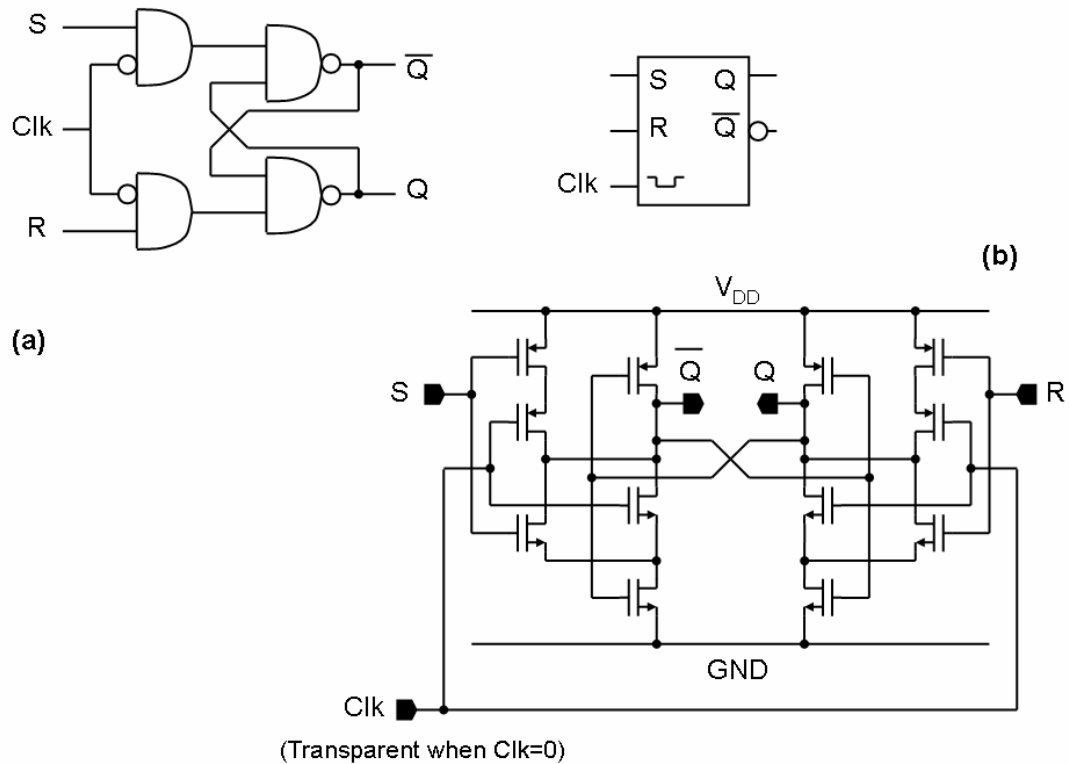 S
Q̅
S Q
Clk
R Q̅
Q
Clk
R
(b)
V_DD
(a)
Q̅ Q
S
R
GND
Clk
(Transparent when Clk=0)